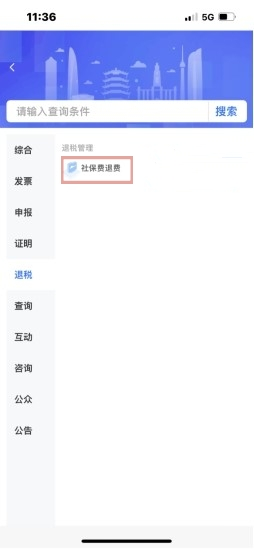 11:36
5G
请输入查询条件
搜索
综合
退税管理
社保费退费
发票
申报
证明
退税
查询
互动
咨询
公众
公告